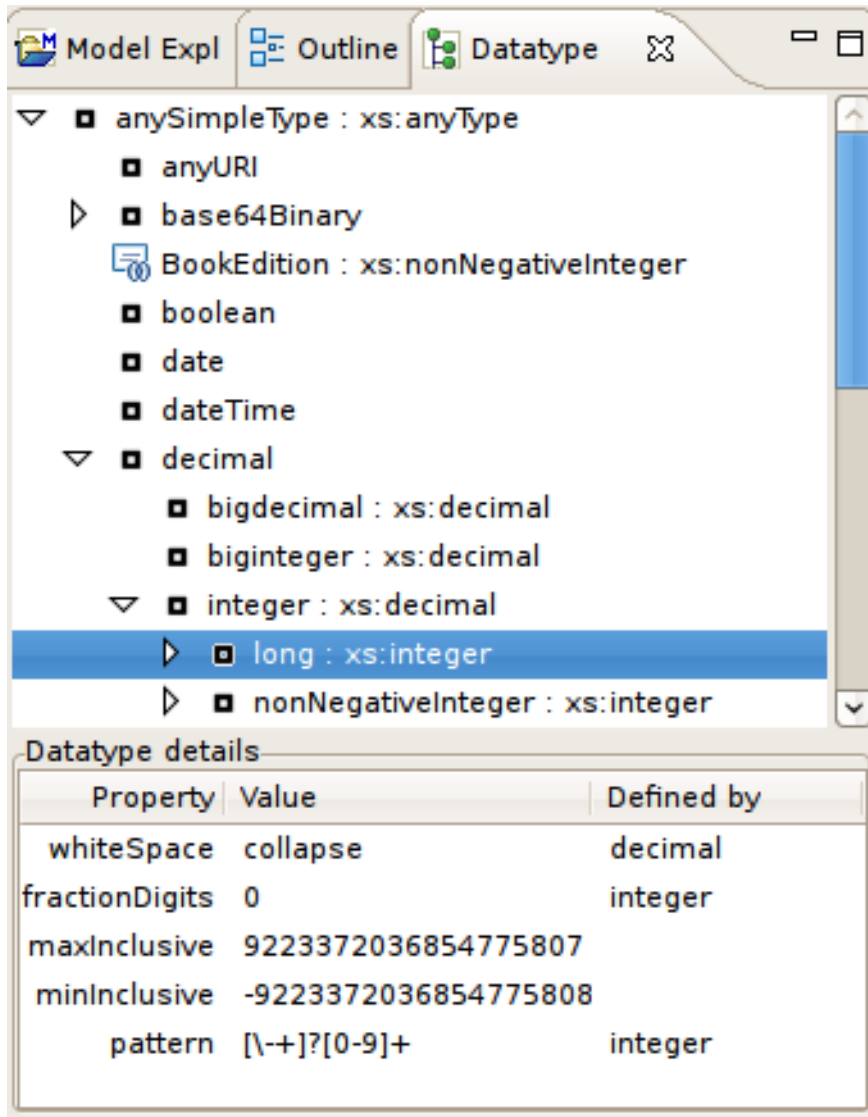 Model Expl Outline Datatype
anySimpleType : xs:anyType
anyURI
base64Binary
BookEdition : xs:nonNegativeInteger
boolean
date
dateTime
decimal
bigdecimal : xs:decimal
biginteger : xs:decimal
integer : xs:decimal
long : xs:integer
nonNegativeInteger : xs:integer
Datatype details
Property Value Defined by
whiteSpace collapse decimal
fractionDigits 0 integer
maxInclusive 9223372036854775807
minInclusive -9223372036854775808
pattern [\-+]?[0-9]+ integer